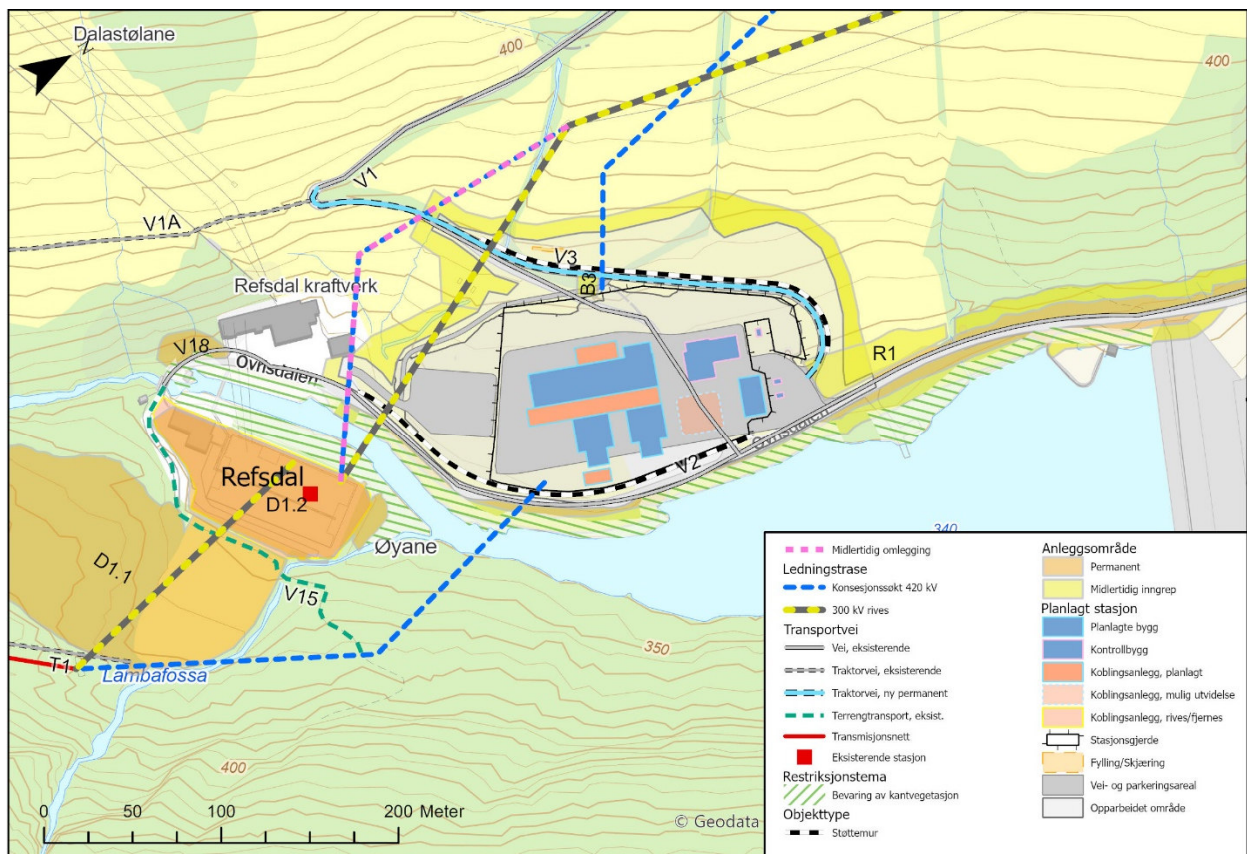 Dalastølane
N
400
400
V1
V1A
V3
B3
Refsdal kraftverk
V18
Øvrisdalen
R1
V2
Refsdal
D1.2
D1.1
Øyane
V15
T1
Lambafossa
340
350
400
0 50 100 200 Meter
© Geodata
Midlertidig omlegging
Ledningstrase
Konsesjonssøkt 420 kV
300 kV rives
Transportvei
Vei, eksisterende
Traktorvei, eksisterende
Traktorvei, ny permanent
Terrengtransport, eksist.
Transmisjonsnett
Eksisterende stasjon
Restriksjonstema
Bevaring av kantvegetasjon
Objekttype
Støttemur
Anleggsområde
Permanent
Midlertidig inngrep
Planlagt stasjon
Planlagte bygg
Kontrollbygg
Koblingsanlegg, planlagt
Koblingsanlegg, mulig utvidelse
Koblingsanlegg, rives/fjernes
Stasjonsgjerde
Fylling/Skjæring
Vei- og parkeringsareal
Opparbeidet område